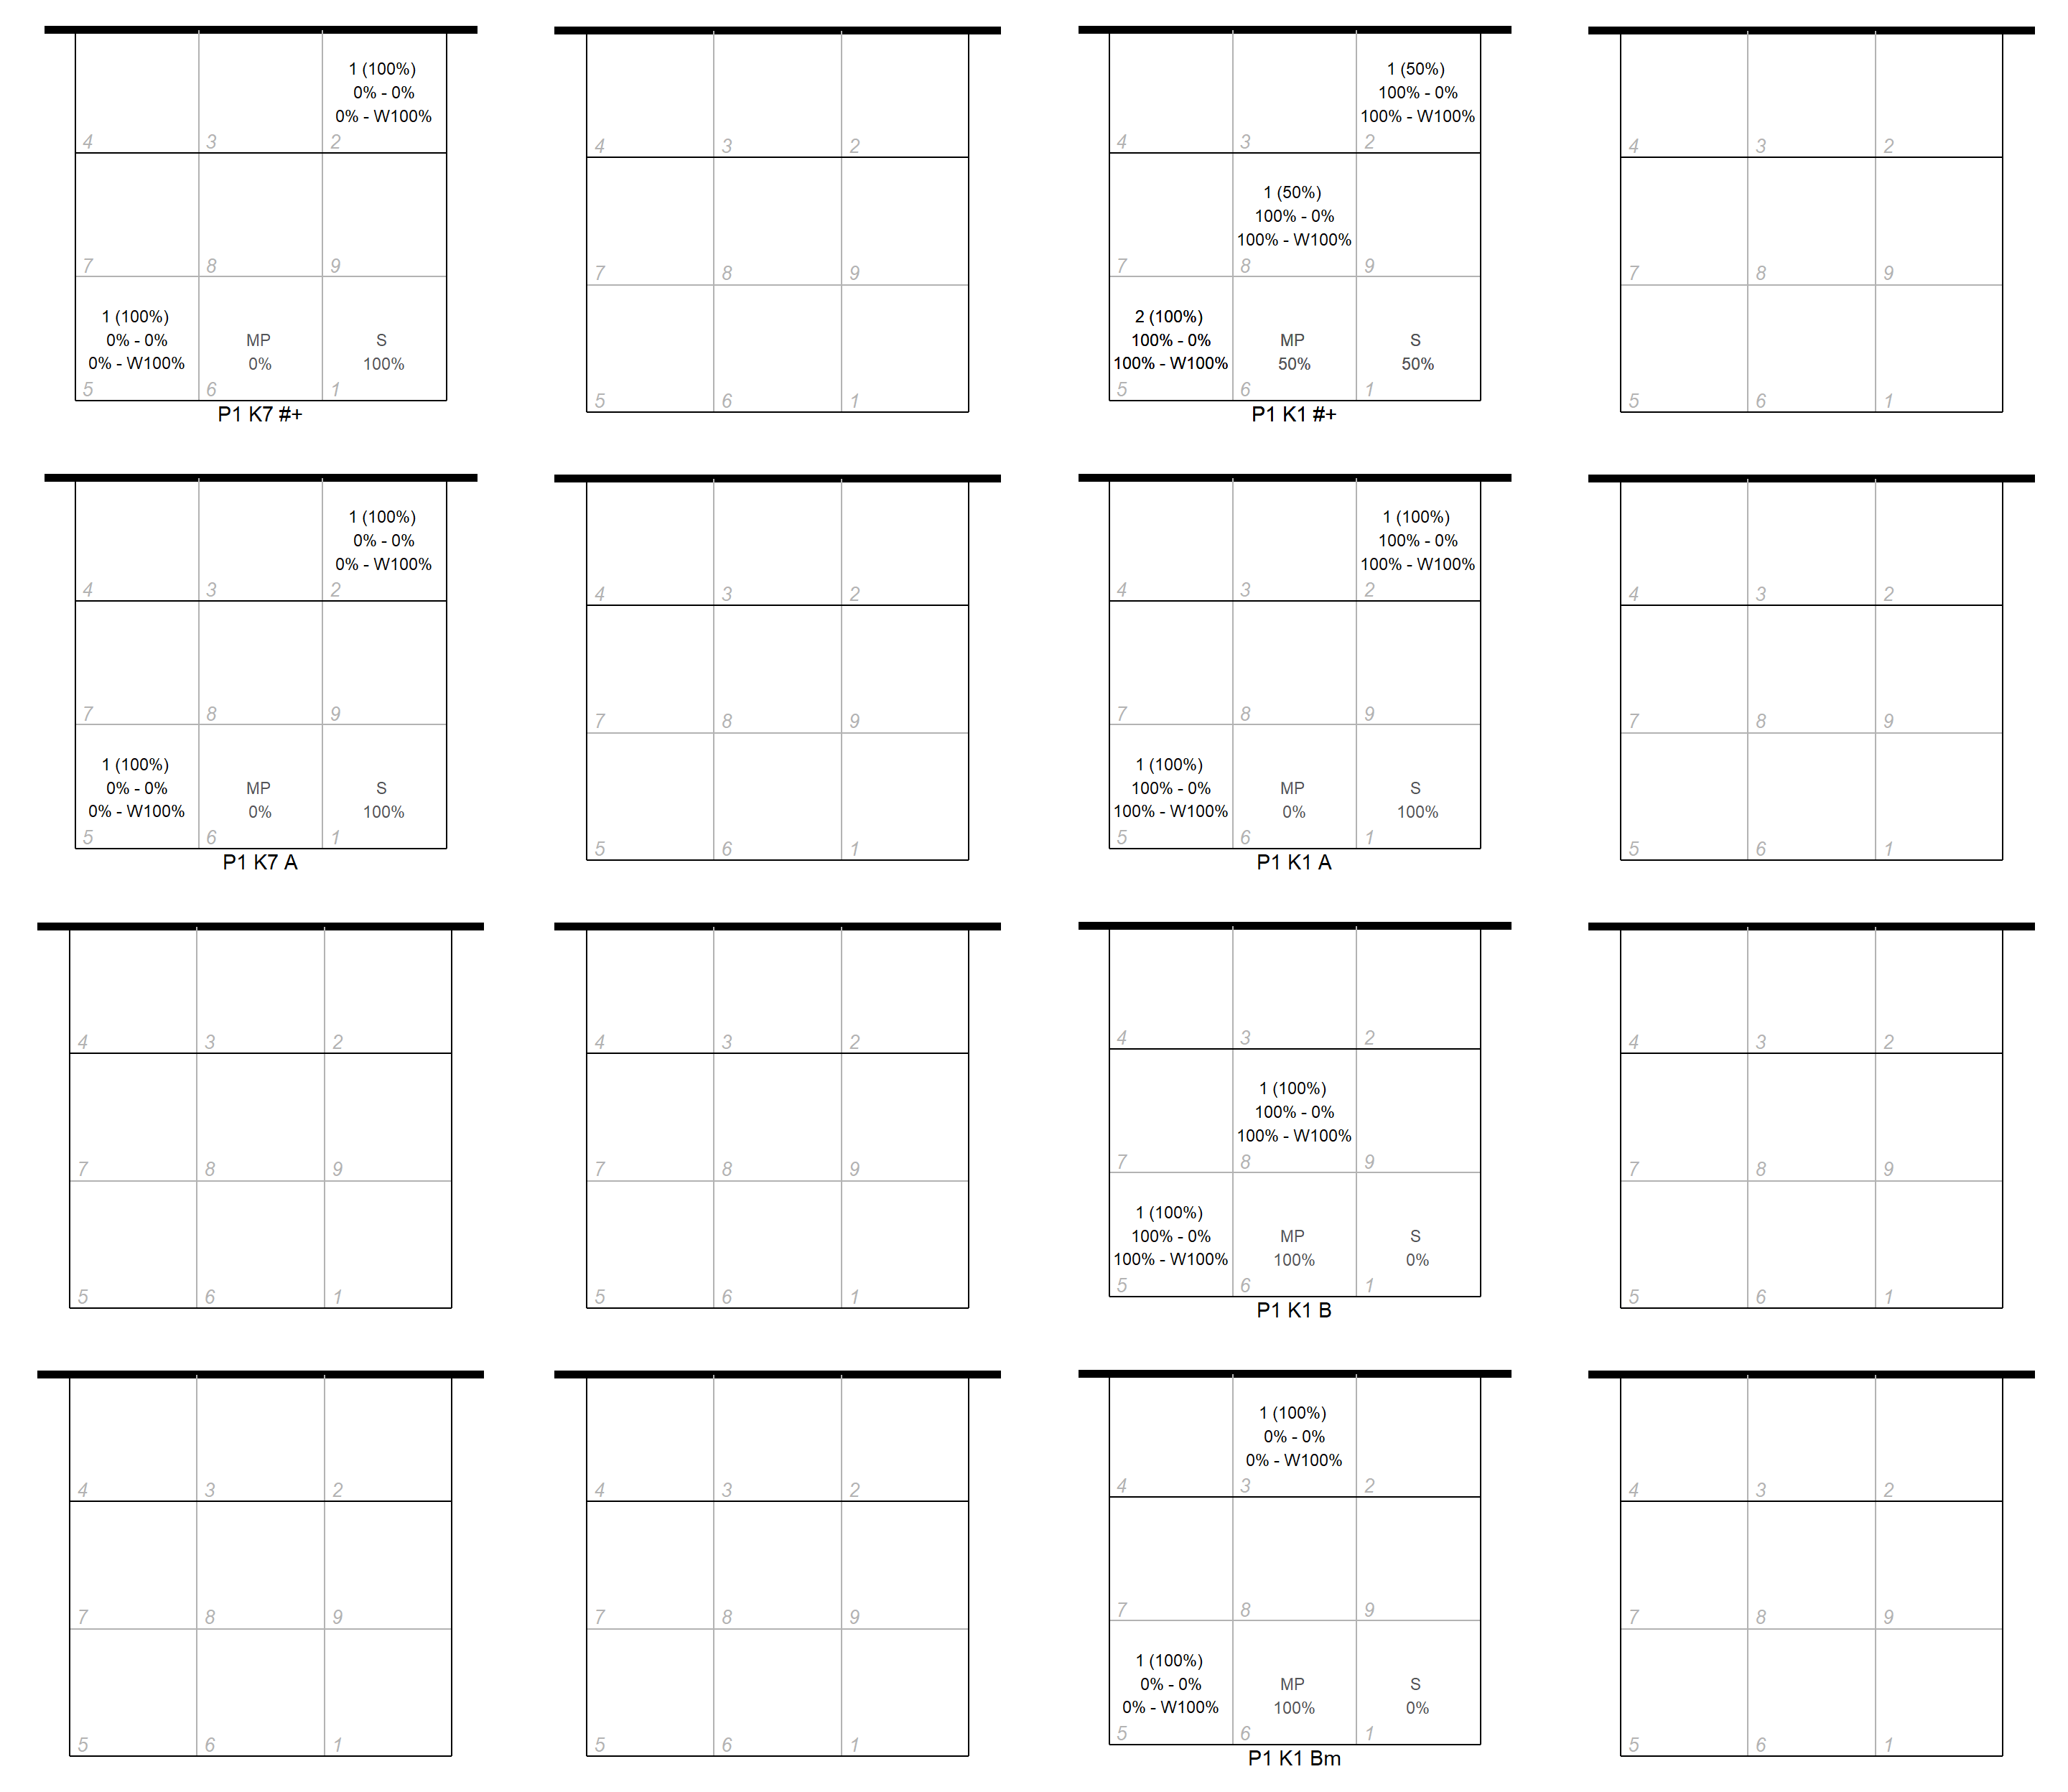 1 (100%)
0% - 0%
0% - W100%
4 3 2
7 8 9
1 (100%)
0% - 0% MP S
0% - W100% 0% 100%
5 6 1
P1 K7 #+
4 3 2
7 8 9
5 6 1
1 (50%)
100% - 0%
100% - W100%
4 3 2
1 (50%)
100% - 0%
100% - W100%
7 8 9
2 (100%)
100% - 0% MP S
100% - W100% 50% 50%
5 6 1
P1 K1 #+
4 3 2
7 8 9
5 6 1
1 (100%)
0% - 0%
0% - W100%
4 3 2
7 8 9
1 (100%)
0% - 0% MP S
0% - W100% 0% 100%
5 6 1
P1 K7 A
4 3 2
7 8 9
5 6 1
1 (100%)
100% - 0%
100% - W100%
4 3 2
7 8 9
1 (100%)
100% - 0% MP S
100% - W100% 0% 100%
5 6 1
P1 K1 A
4 3 2
7 8 9
5 6 1
4 3 2
7 8 9
5 6 1
4 3 2
7 8 9
5 6 1
4 3 2
1 (100%)
100% - 0%
100% - W100%
7 8 9
1 (100%)
100% - 0% MP S
100% - W100% 100% 0%
5 6 1
P1 K1 B
4 3 2
7 8 9
5 6 1
4 3 2
7 8 9
5 6 1
4 3 2
7 8 9
5 6 1
1 (100%)
0% - 0%
0% - W100%
4 3 2
7 8 9
1 (100%)
0% - 0% MP S
0% - W100% 100% 0%
5 6 1
P1 K1 Bm
4 3 2
7 8 9
5 6 1